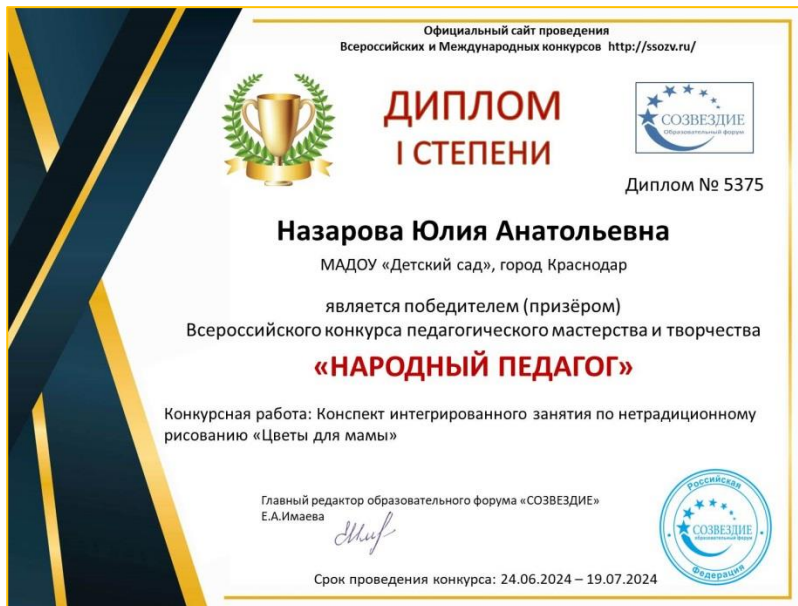 Официальный сайт проведения
Всероссийских и Международных конкурсов http://ssozv.ru/
ДИПЛОМ
I СТЕПЕНИ
СОЗВЕЗДИЕ
Образовательный форум
Диплом № 5375
Назарова Юлия Анатольевна
МАДОУ «Детский сад», город Краснодар
является победителем (призёром)
Всероссийского конкурса педагогического мастерства и творчества
«НАРОДНЫЙ ПЕДАГОГ»
Конкурсная работа: Конспект интегрированного занятия по нетрадиционному
рисованию «Цветы для мамы»
Главный редактор образовательного форума «СОЗВЕЗДИЕ»
Е.А.Имаева
Российская
СОЗВЕЗДИЕ
образовательный форум
Федерация
Срок проведения конкурса: 24.06.2024 – 19.07.2024